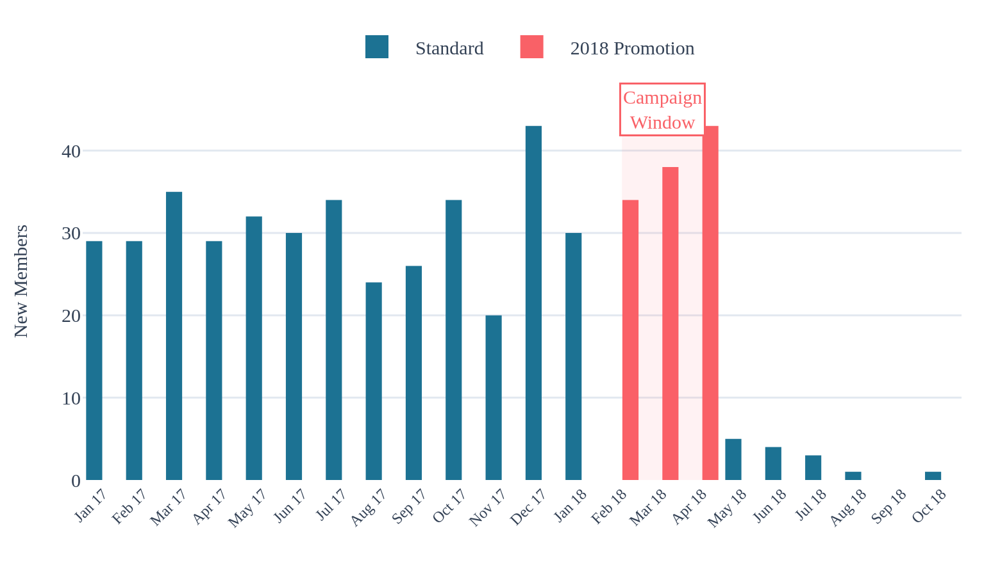 Standard
2018 Promotion
Campaign
Window
New Members
40
30
20
10
0
Jan 17
Feb 17
Mar 17
Apr 17
May 17
Jun 17
Jul 17
Aug 17
Sep 17
Oct 17
Nov 17
Dec 17
Jan 18
Feb 18
Mar 18
Apr 18
May 18
Jun 18
Jul 18
Aug 18
Sep 18
Oct 18